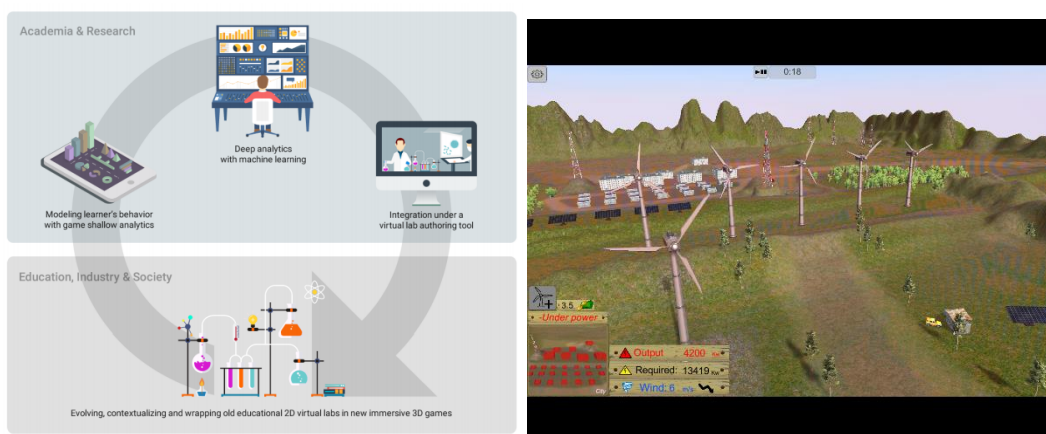 Academia & Research
Deep analytics
with machine learning
Modeling learner's behavior
with game shallow analytics
Integration under a
virtual lab authoring tool
Education, Industry & Society
Evolving, contextualizing and wrapping old educational 2D virtual labs in new immersive 3D games
0:18
3.5
-Under power
Output : 4200 Kw
Required: 13419 Kw
Wind: 6 m/s
City